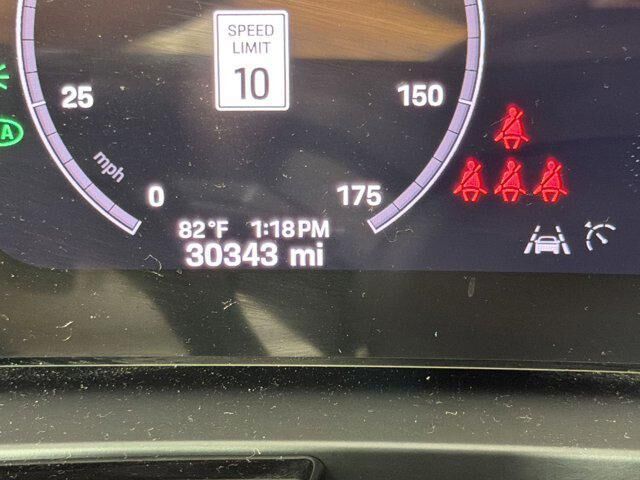 SPEED
LIMIT
10
25
150
A
mph
0
175
82°F 1:18PM
30343 mi